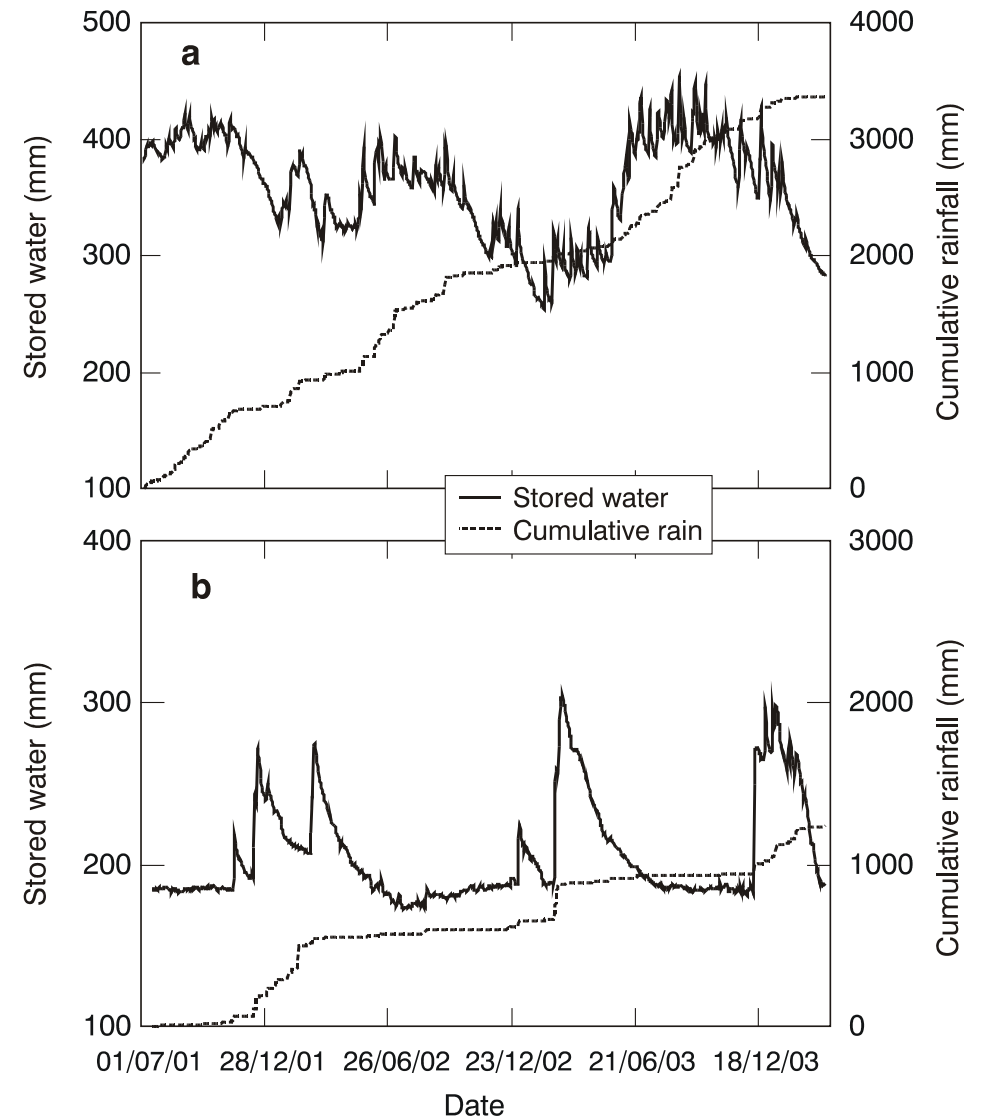 500
400
300
200
100
Stored water (mm)
a
4000
3000
2000
1000
0
Cumulative rainfall (mm)
Stored water
Cumulative rain
400
300
200
100
Stored water (mm)
b
3000
2000
1000
0
Cumulative rainfall (mm)
01/07/01 28/12/01 26/06/02 23/12/02 21/06/03 18/12/03
Date